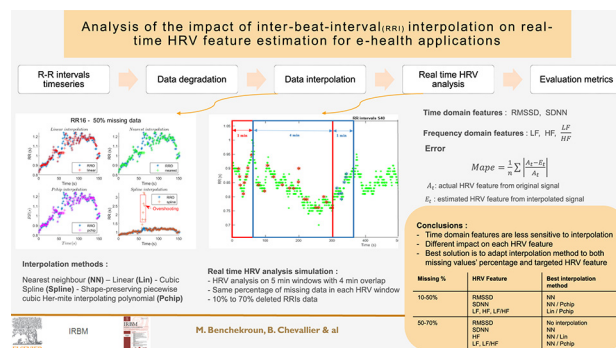 Analysis of the impact of inter-beat-interval(RRI) interpolation on real-
time HRV feature estimation for e-health applications
R-R intervals
timeseries
Data degradation
Data interpolation
Real time HRV
analysis
Evaluation metrics
RR16 - 50% missing data
Linear interpolation
Nearest interpolation
Pchip interpolation
Spline interpolation
Overshooting
RR intervals S40
1 min
4 min
1 min
Time domain features : RMSSD, SDNN
Frequency domain features : LF, HF, LF/HF
Error
Mape = 1/n ∑ |At−Et / At|
At: actual HRV feature from original signal
Et : estimated HRV feature from interpolated signal
Interpolation methods :
Nearest neighbour (NN) – Linear (Lin) - Cubic
Spline (Spline) - Shape-preserving piecewise
cubic Her-mite interpolating polynomial (Pchip)
Real time HRV analysis simulation :
- HRV analysis on 5 min windows with 4 min overlap
- Same percentage of missing data in each HRV window
- 10% to 70% deleted RRIs data
Conclusions :
- Time domain features are less sensitive to interpolation
- Different impact on each HRV feature
- Best solution is to adapt interpolation method to both
missing values' percentage and targeted HRV feature
Missing % HRV Feature Best interpolation
method
10-50% RMSSD NN
SDNN NN / Pchip
LF, HF, LF/HF Lin / Pchip
50-70% RMSSD No interpolation
SDNN NN
HF NN / Lin
LF, LF/HF NN / Pchip
ELSEVIER
IRBM
M. Benchekroun, B. Chevallier & al